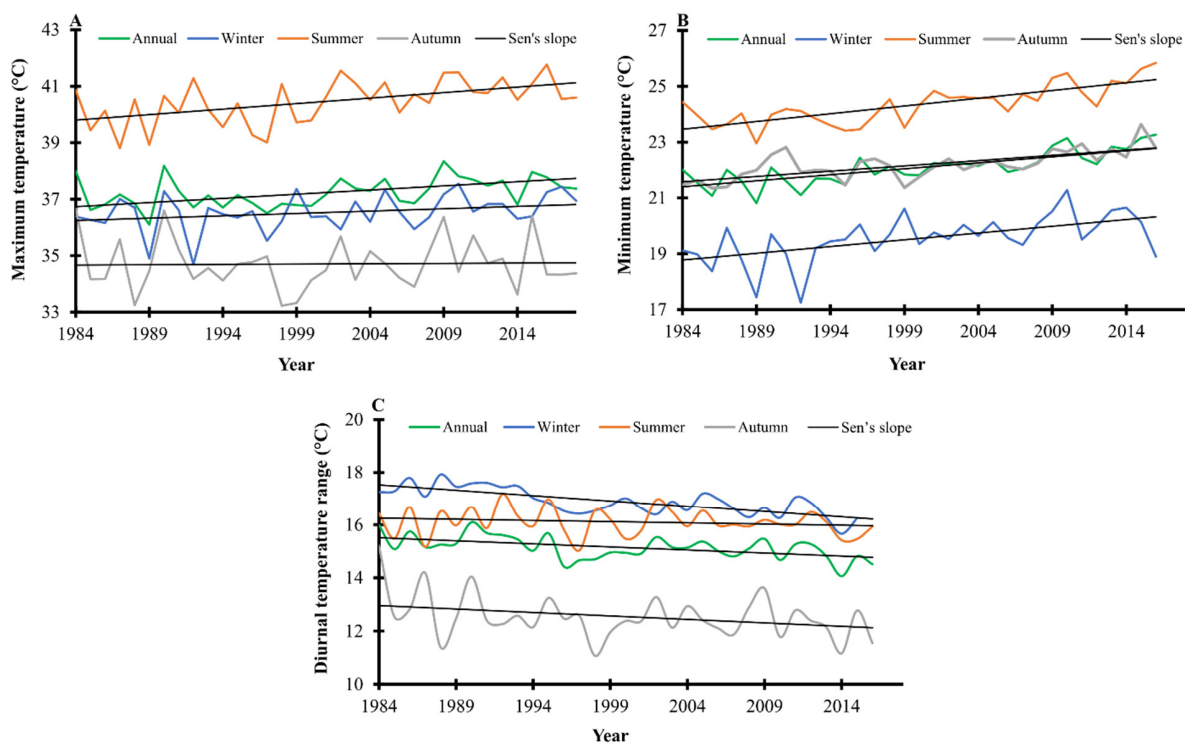 A
Annual Winter Summer Autumn Sen's slope
Maximum temperature (°C)
43
41
39
37
35
33
1984 1989 1994 1999 2004 2009 2014
Year
B
Annual Winter Summer Autumn Sen's slope
Minimum temperature (°C)
27
25
23
21
19
17
1984 1989 1994 1999 2004 2009 2014
Year
C
Annual Winter Summer Autumn Sen's slope
Diurnal temperature range (°C)
20
18
16
14
12
10
1984 1989 1994 1999 2004 2009 2014
Year